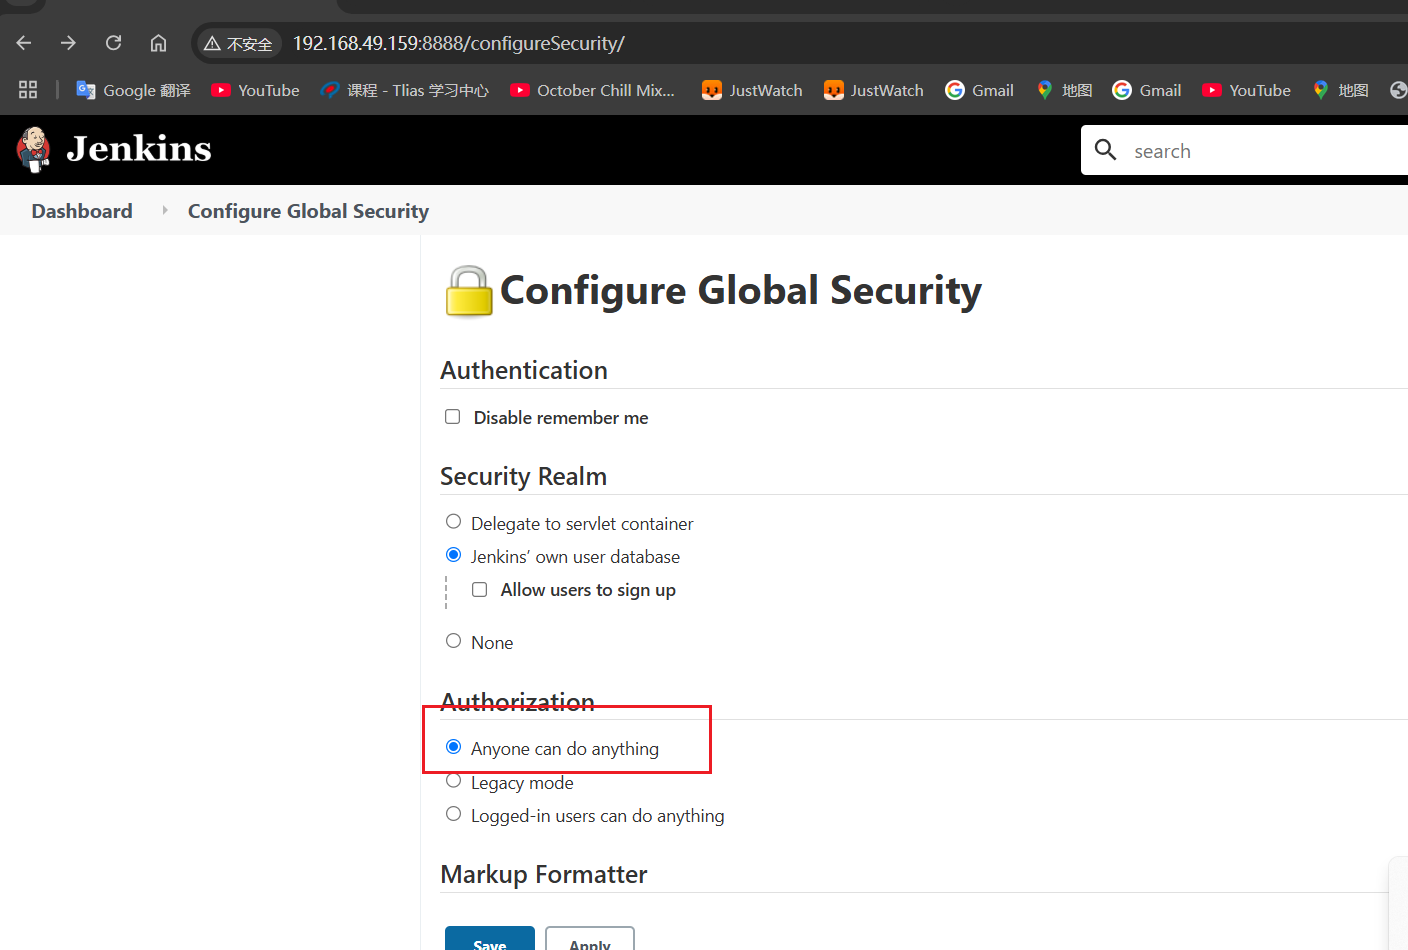 不安全 192.168.49.159:8888/configureSecurity/
Google 翻译 YouTube 课程 - Tlias 学习中心 October Chill Mix... JustWatch JustWatch Gmail 地图 Gmail YouTube 地图
Jenkins search
Dashboard Configure Global Security
Configure Global Security
Authentication
Disable remember me
Security Realm
Delegate to servlet container
Jenkins’ own user database
Allow users to sign up
None
Authorization
Anyone can do anything
Legacy mode
Logged-in users can do anything
Markup Formatter
Save Apply